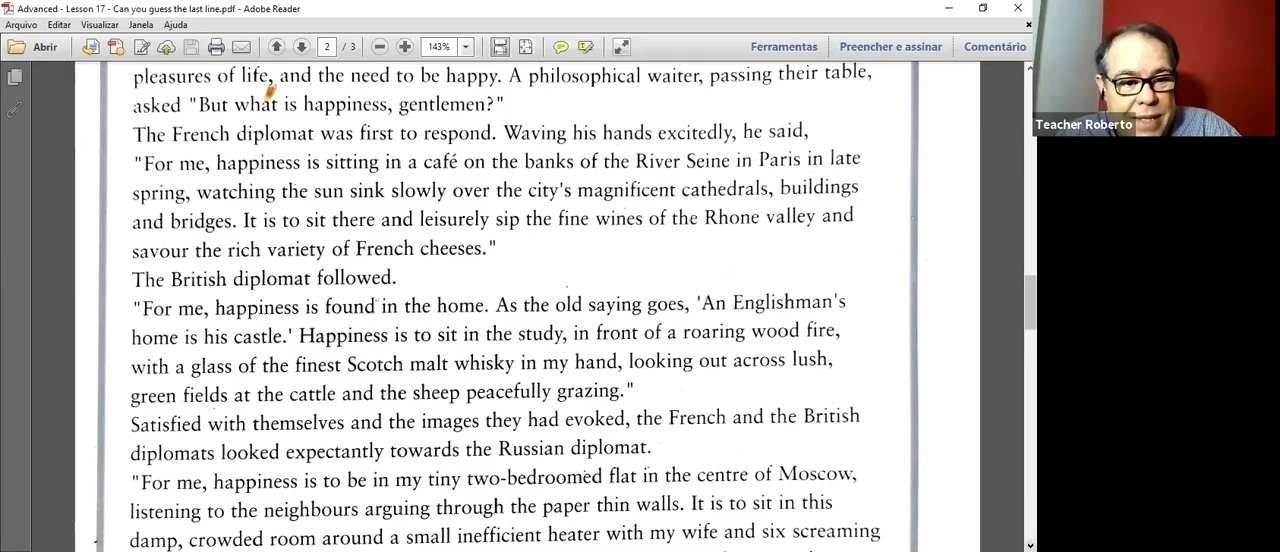 Advanced - Lesson 17 - Can you guess the last line.pdf - Adobe Reader
Arquivo Editar Visualizar Janela Ajuda
Abrir 2 / 3 143% Ferramentas Preencher e assinar Comentário
pleasures of life, and the need to be happy. A philosophical waiter, passing their table,
asked "But what is happiness, gentlemen?"
The French diplomat was first to respond. Waving his hands excitedly, he said,
"For me, happiness is sitting in a café on the banks of the River Seine in Paris in late
spring, watching the sun sink slowly over the city's magnificent cathedrals, buildings
and bridges. It is to sit there and leisurely sip the fine wines of the Rhone valley and
savour the rich variety of French cheeses."
The British diplomat followed.
"For me, happiness is found in the home. As the old saying goes, 'An Englishman's
home is his castle.' Happiness is to sit in the study, in front of a roaring wood fire,
with a glass of the finest Scotch malt whisky in my hand, looking out across lush,
green fields at the cattle and the sheep peacefully grazing."
Satisfied with themselves and the images they had evoked, the French and the British
diplomats looked expectantly towards the Russian diplomat.
"For me, happiness is to be in my tiny two-bedroomed flat in the centre of Moscow,
listening to the neighbours arguing through the paper thin walls. It is to sit in this
damp, crowded room around a small inefficient heater with my wife and six screaming
Teacher Roberto